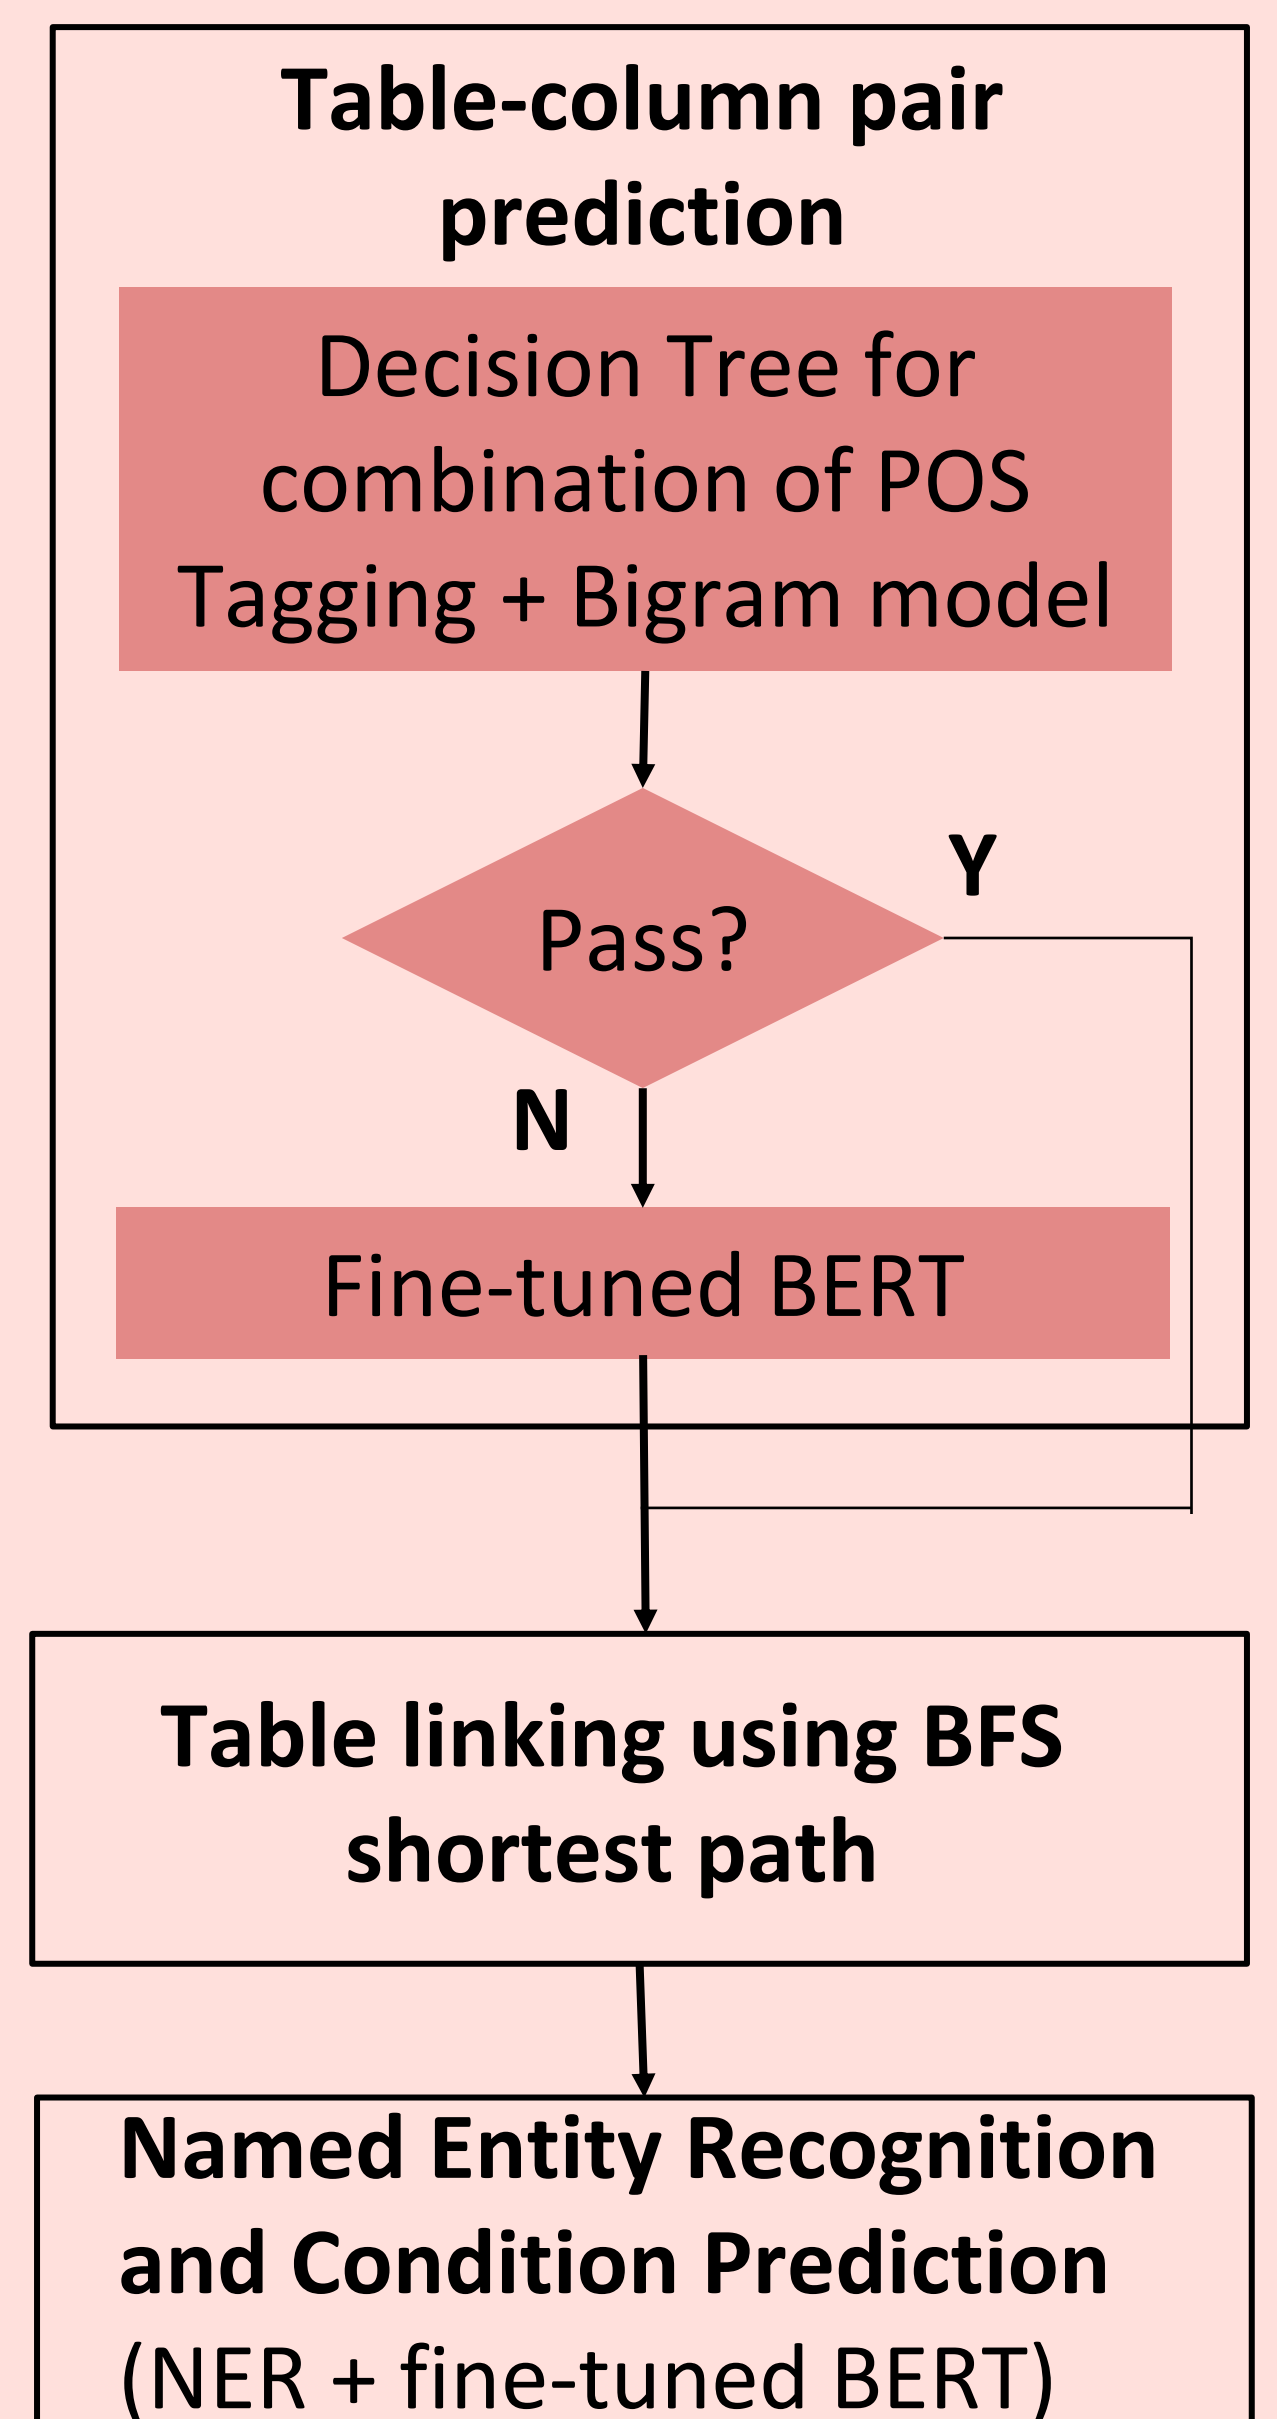 Table-column pair
prediction
Decision Tree for
combination of POS
Tagging + Bigram model
Pass?
Y
N
Fine-tuned BERT
Table linking using BFS
shortest path
Named Entity Recognition
and Condition Prediction
(NER + fine-tuned BERT)